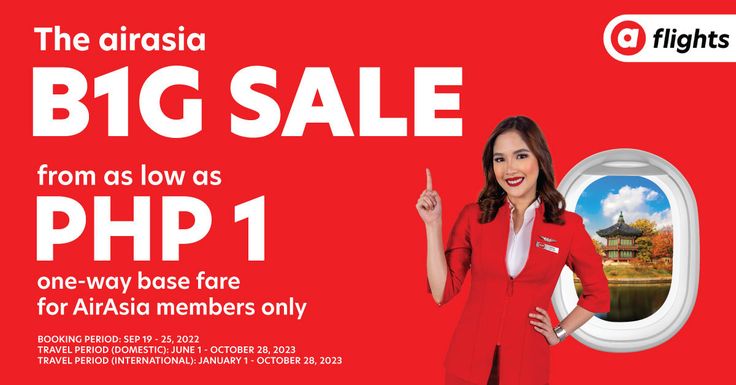 The airasia
B1G SALE
from as low as
PHP 1
one-way base fare
for AirAsia members only
BOOKING PERIOD: SEP 19 - 25, 2022
TRAVEL PERIOD (DOMESTIC): JUNE 1 - OCTOBER 28, 2023
TRAVEL PERIOD (INTERNATIONAL): JANUARY 1 - OCTOBER 28, 2023
a flights